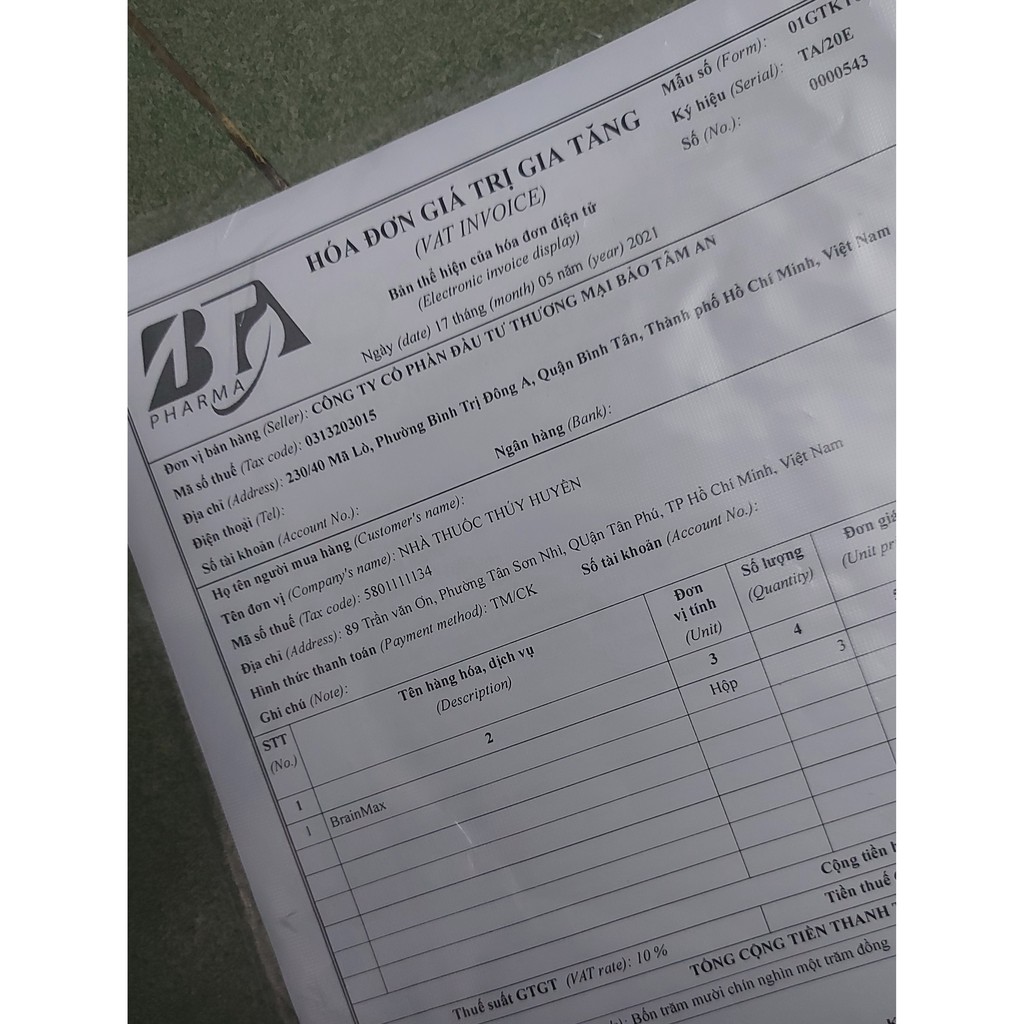 Mẫu số (Form): 01GTKT
Ký hiệu (Serial): TA/20E
Số (No.): 0000543
HÓA ĐƠN GIÁ TRỊ GIA TĂNG
(VAT INVOICE)
Bản thể hiện của hóa đơn điện tử
(Electronic invoice display)
Ngày (date) 17 tháng (month) 05 năm (year) 2021
BTA
PHARMA
Đơn vị bán hàng (Seller): CÔNG TY CỔ PHẦN ĐẦU TƯ THƯƠNG MẠI BẢO TÂM AN
Mã số thuế (Tax code): 0313203015
Địa chỉ (Address): 230/40 Mã Lò, Phường Bình Trị Đông A, Quận Bình Tân, Thành phố Hồ Chí Minh, Việt Nam
Điện thoại (Tel):
Số tài khoản (Account No.): Ngân hàng (Bank):
Họ tên người mua hàng (Customer's name):
Tên đơn vị (Company's name): NHÀ THUỐC THÚY HUYỀN
Mã số thuế (Tax code): 5801111134
Địa chỉ (Address): 89 Trần văn Ơn, Phường Tân Sơn Nhì, QUận Tân Phú, TP Hồ Chí Minh, Việt Nam
Hình thức thanh toán (Payment method): TM/CK Số tài khoản (Account No.):
Ghi chú (Note):
STT (No.) Tên hàng hóa, dịch vụ (Description) Đơn vị tính (Unit) Số lượng (Quantity) Đơn giá (Unit pr
1 2 3 4
1 BrainMax Hộp 3
Cộng tiền
Tiền thuế
Thuế suất GTGT (VAT rate): 10 %
TỔNG CỘNG TIỀN THANH
Bốn trăm mười chín nghìn một trăm đồng